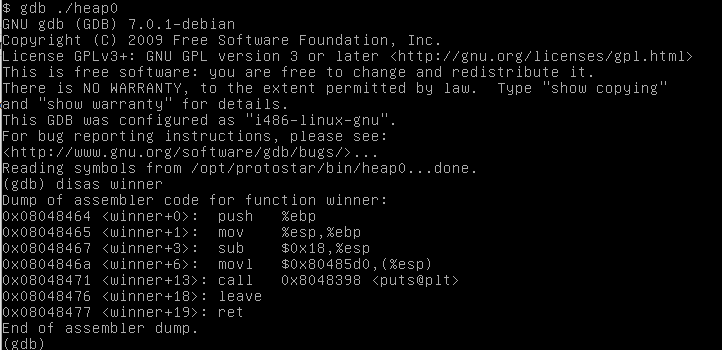 $ gdb ./heap0
GNU gdb (GDB) 7.0.1-debian
Copyright (C) 2009 Free Software Foundation, Inc.
License GPLv3+: GNU GPL version 3 or later <http://gnu.org/licenses/gpl.html>
This is free software: you are free to change and redistribute it.
There is NO WARRANTY, to the extent permitted by law.  Type "show copying"
and "show warranty" for details.
This GDB was configured as "i486-linux-gnu".
For bug reporting instructions, please see:
<http://www.gnu.org/software/gdb/bugs/>...
Reading symbols from /opt/protostar/bin/heap0...done.
(gdb) disas winner
Dump of assembler code for function winner:
0x08048464 <winner+0>:  push   %ebp
0x08048465 <winner+1>:  mov    %esp,%ebp
0x08048467 <winner+3>:  sub    $0x18,%esp
0x0804846a <winner+6>:  movl   $0x80485d0,(%esp)
0x08048471 <winner+13>: call   0x8048398 <puts@plt>
0x08048476 <winner+18>: leave
0x08048477 <winner+19>: ret
End of assembler dump.
(gdb)